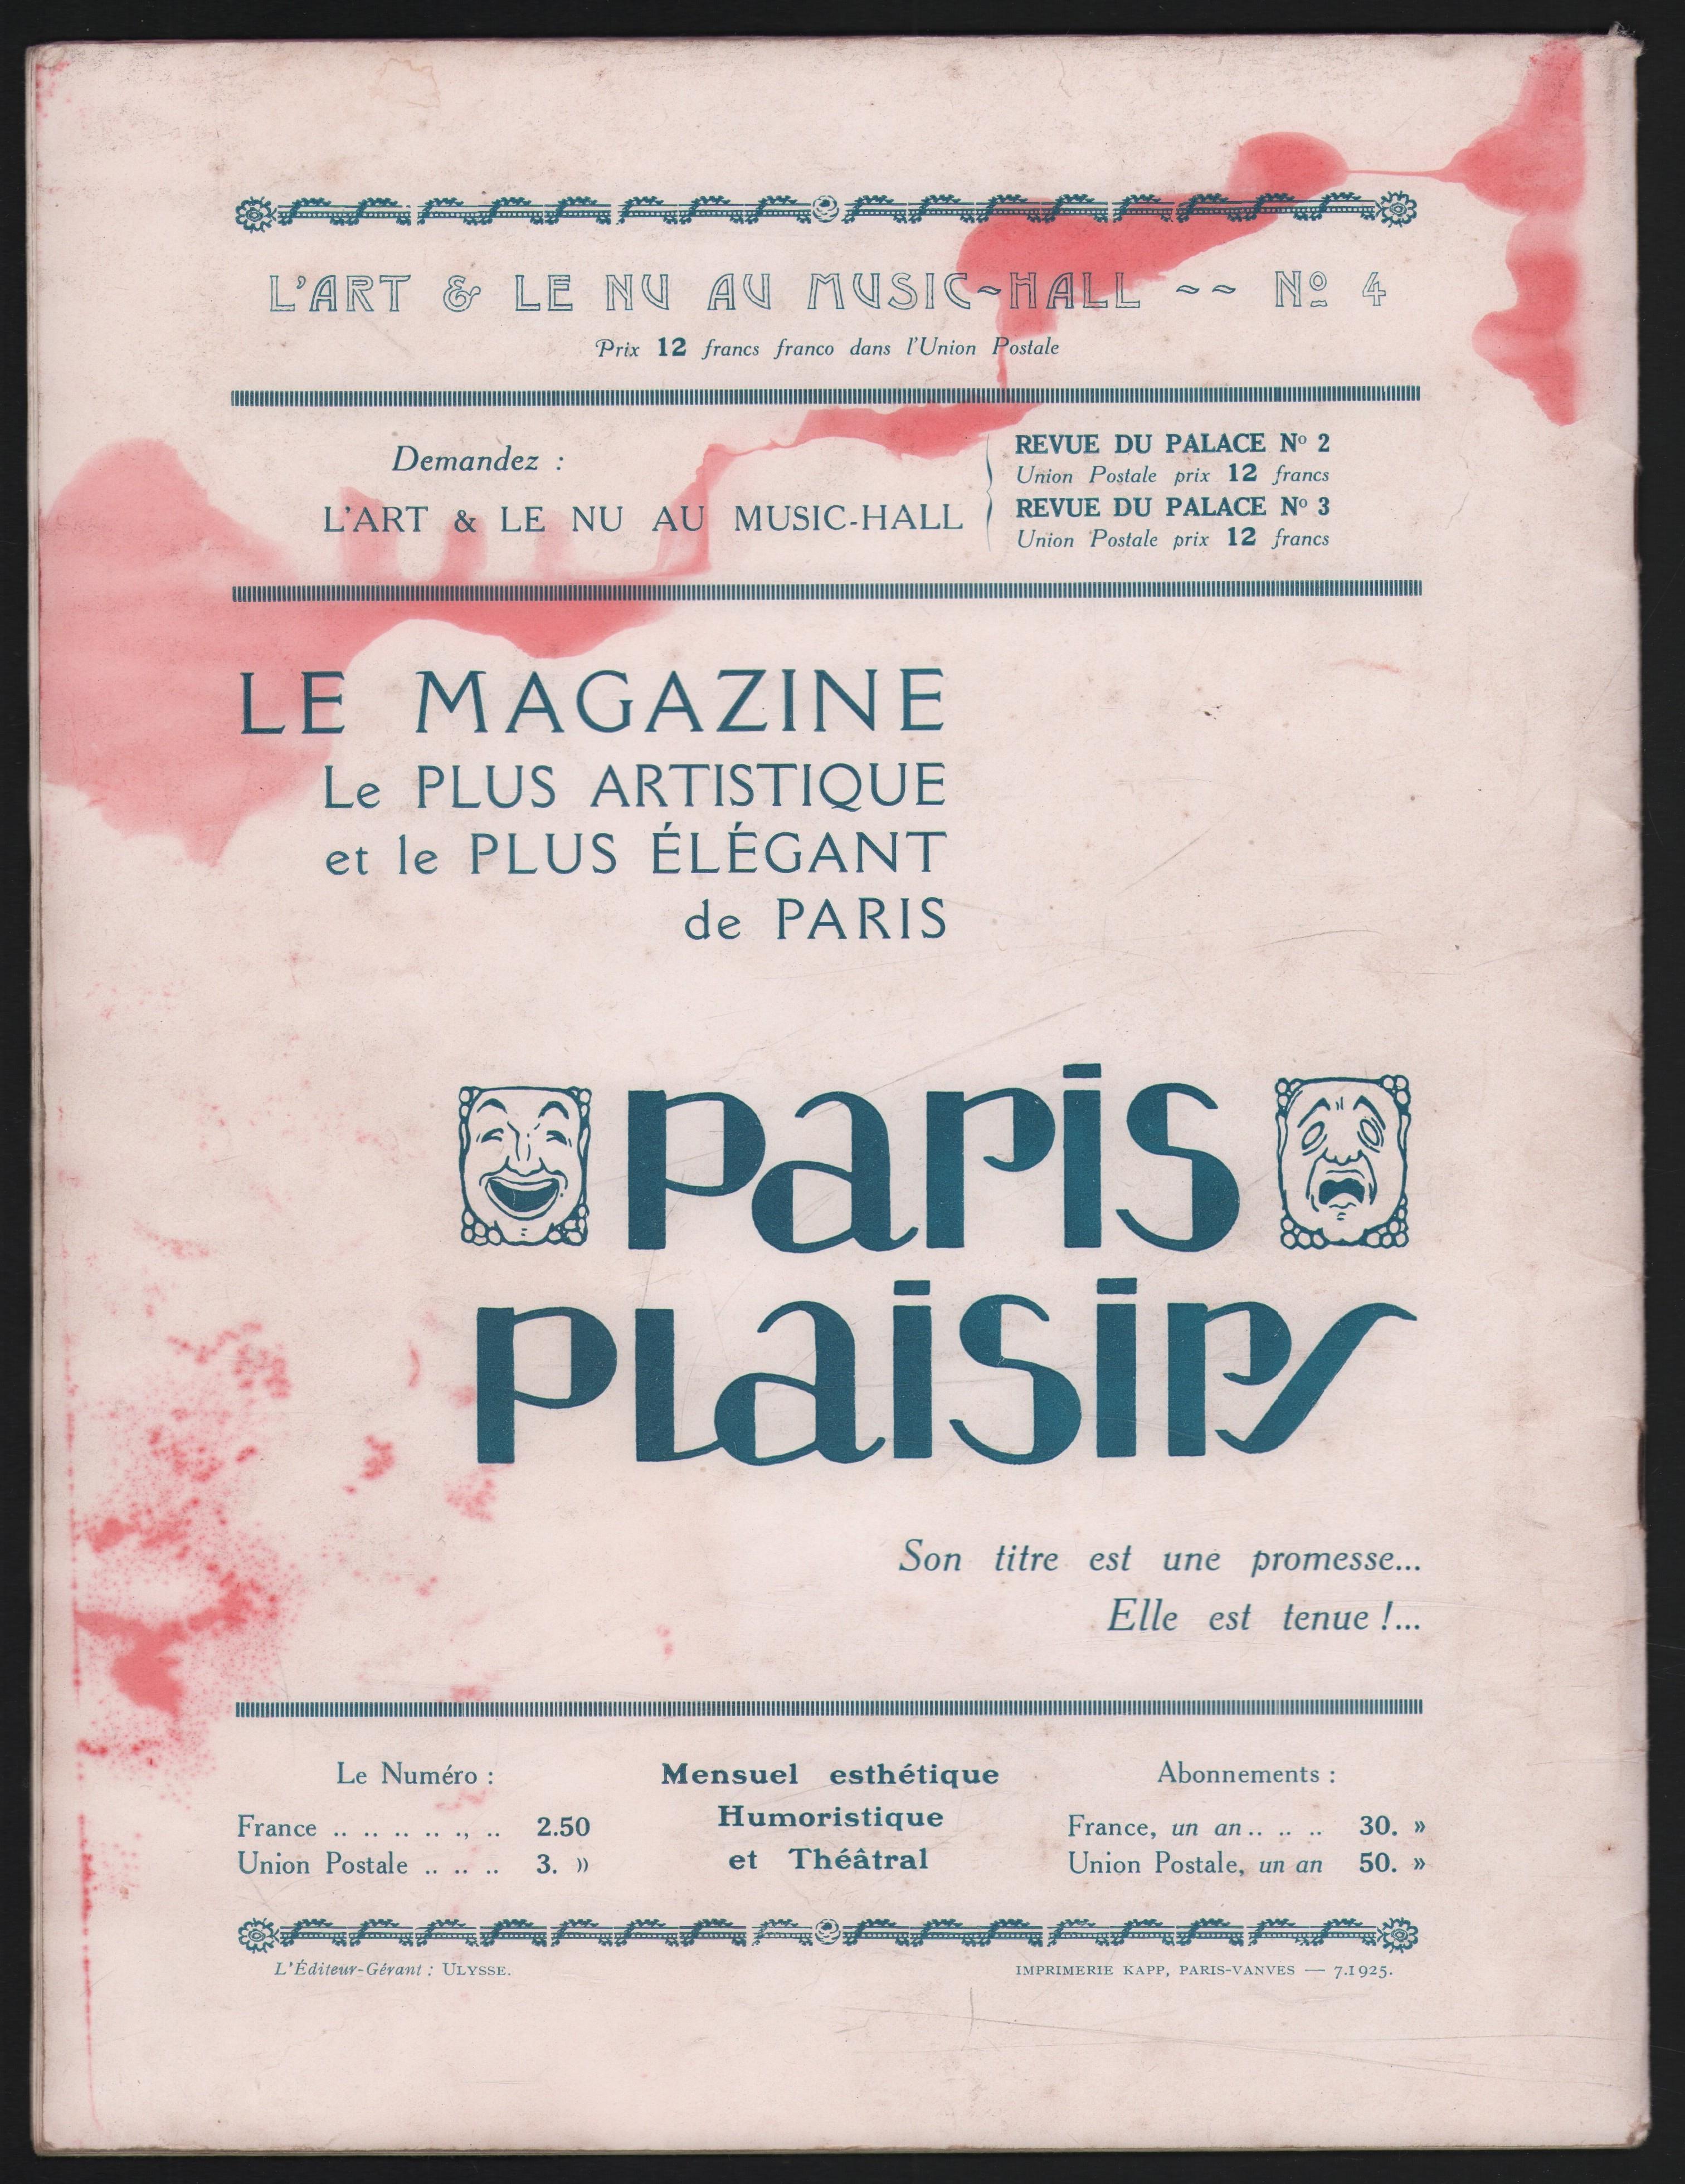 L'ART & LE NU AU MUSIC-HALL -- Nº 4
Prix 12 francs franco dans l'Union Postale
Demandez :
L'ART & LE NU AU MUSIC-HALL
REVUE DU PALACE Nº 2
Union Postale prix 12 francs
REVUE DU PALACE Nº 3
Union Postale prix 12 francs
LE MAGAZINE
Le PLUS ARTISTIQUE
et le PLUS ÉLÉGANT
de PARIS
Paris
Plaisirs
Son titre est une promesse...
Elle est tenue !...
Le Numéro :
France .. .. .. .. ., .. 2.50
Union Postale .. .. .. 3. »
Mensuel esthétique
Humoristique
et Théâtral
Abonnements :
France, un an .. .. .. 30. »
Union Postale, un an 50. »
L'Éditeur-Gérant : ULYSSE.
IMPRIMERIE KAPP, PARIS-VANVES — 7.1925.